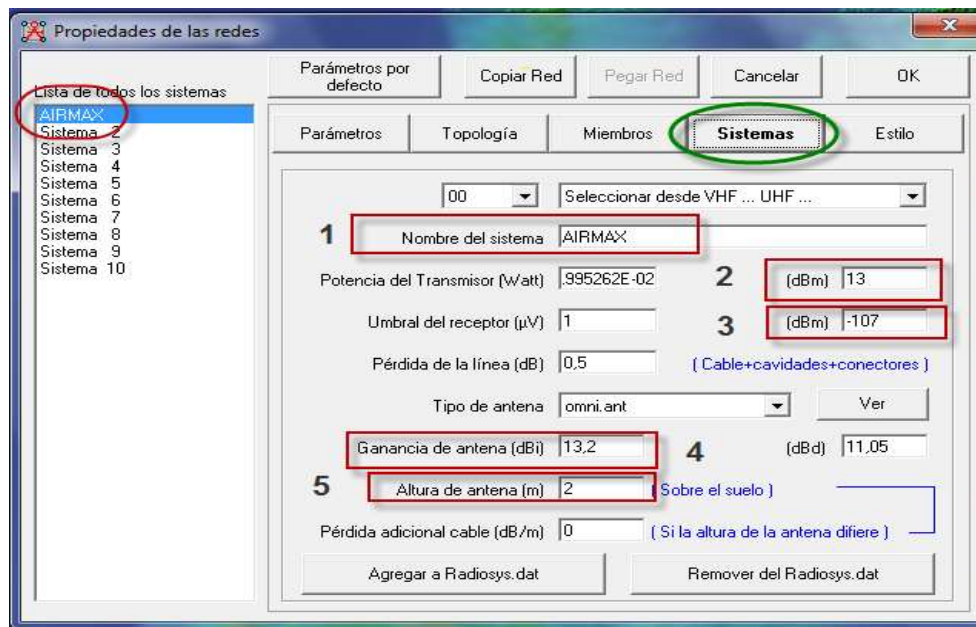 Propiedades de las redes
Lista de todos los sistemas
AIRMAX
Sistema 2
Sistema 3
Sistema 4
Sistema 5
Sistema 6
Sistema 7
Sistema 8
Sistema 9
Sistema 10
Parámetros por defecto
Copiar Red
Pegar Red
Cancelar
OK
Parámetros
Topología
Miembros
Sistemas
Estilo
00
Seleccionar desde VHF ... UHF ...
1 Nombre del sistema AIRMAX
Potencia del Transmisor (Watt) .995262E-02 2 (dBm) 13
Umbral del receptor (µV) 1 3 (dBm) -107
Pérdida de la línea (dB) 0,5 ( Cable+cavidades+conectores )
Tipo de antena omni.ant Ver
Ganancia de antena (dBi) 13,2 4 (dBd) 11,05
5 Altura de antena (m) 2 ( Sobre el suelo )
Pérdida adicional cable (dB/m) 0 ( Si la altura de la antena difiere )
Agregar a Radiosys.dat
Remover del Radiosys.dat